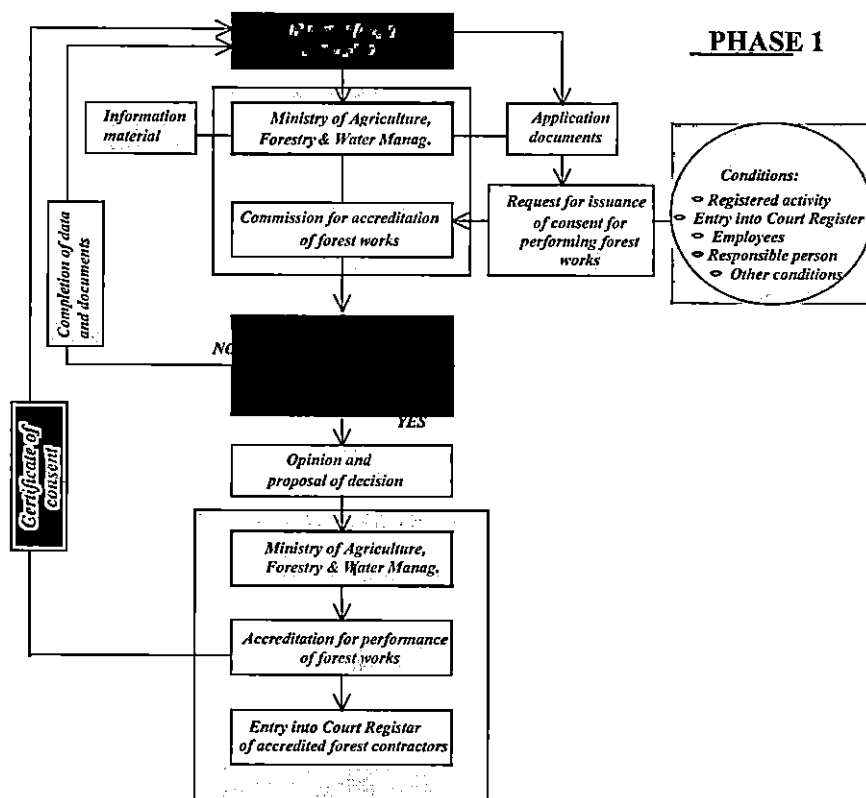 PHASE 1
Information
material
Ministry of Agriculture,
Forestry & Water Manag.
Application
documents
Conditions:
Registered activity
Entry into Court Register
Employees
Responsible person
Other conditions
Commission for accreditation
of forest works
Request for issuance
of consent for
performing forest
works
Completion of data
and documents
NO
YES
Certificate of
consent
Opinion and
proposal of decision
Ministry of Agriculture,
Forestry & Water Manag.
Accreditation for performance
of forest works
Entry into Court Registar
of accredited forest contractors